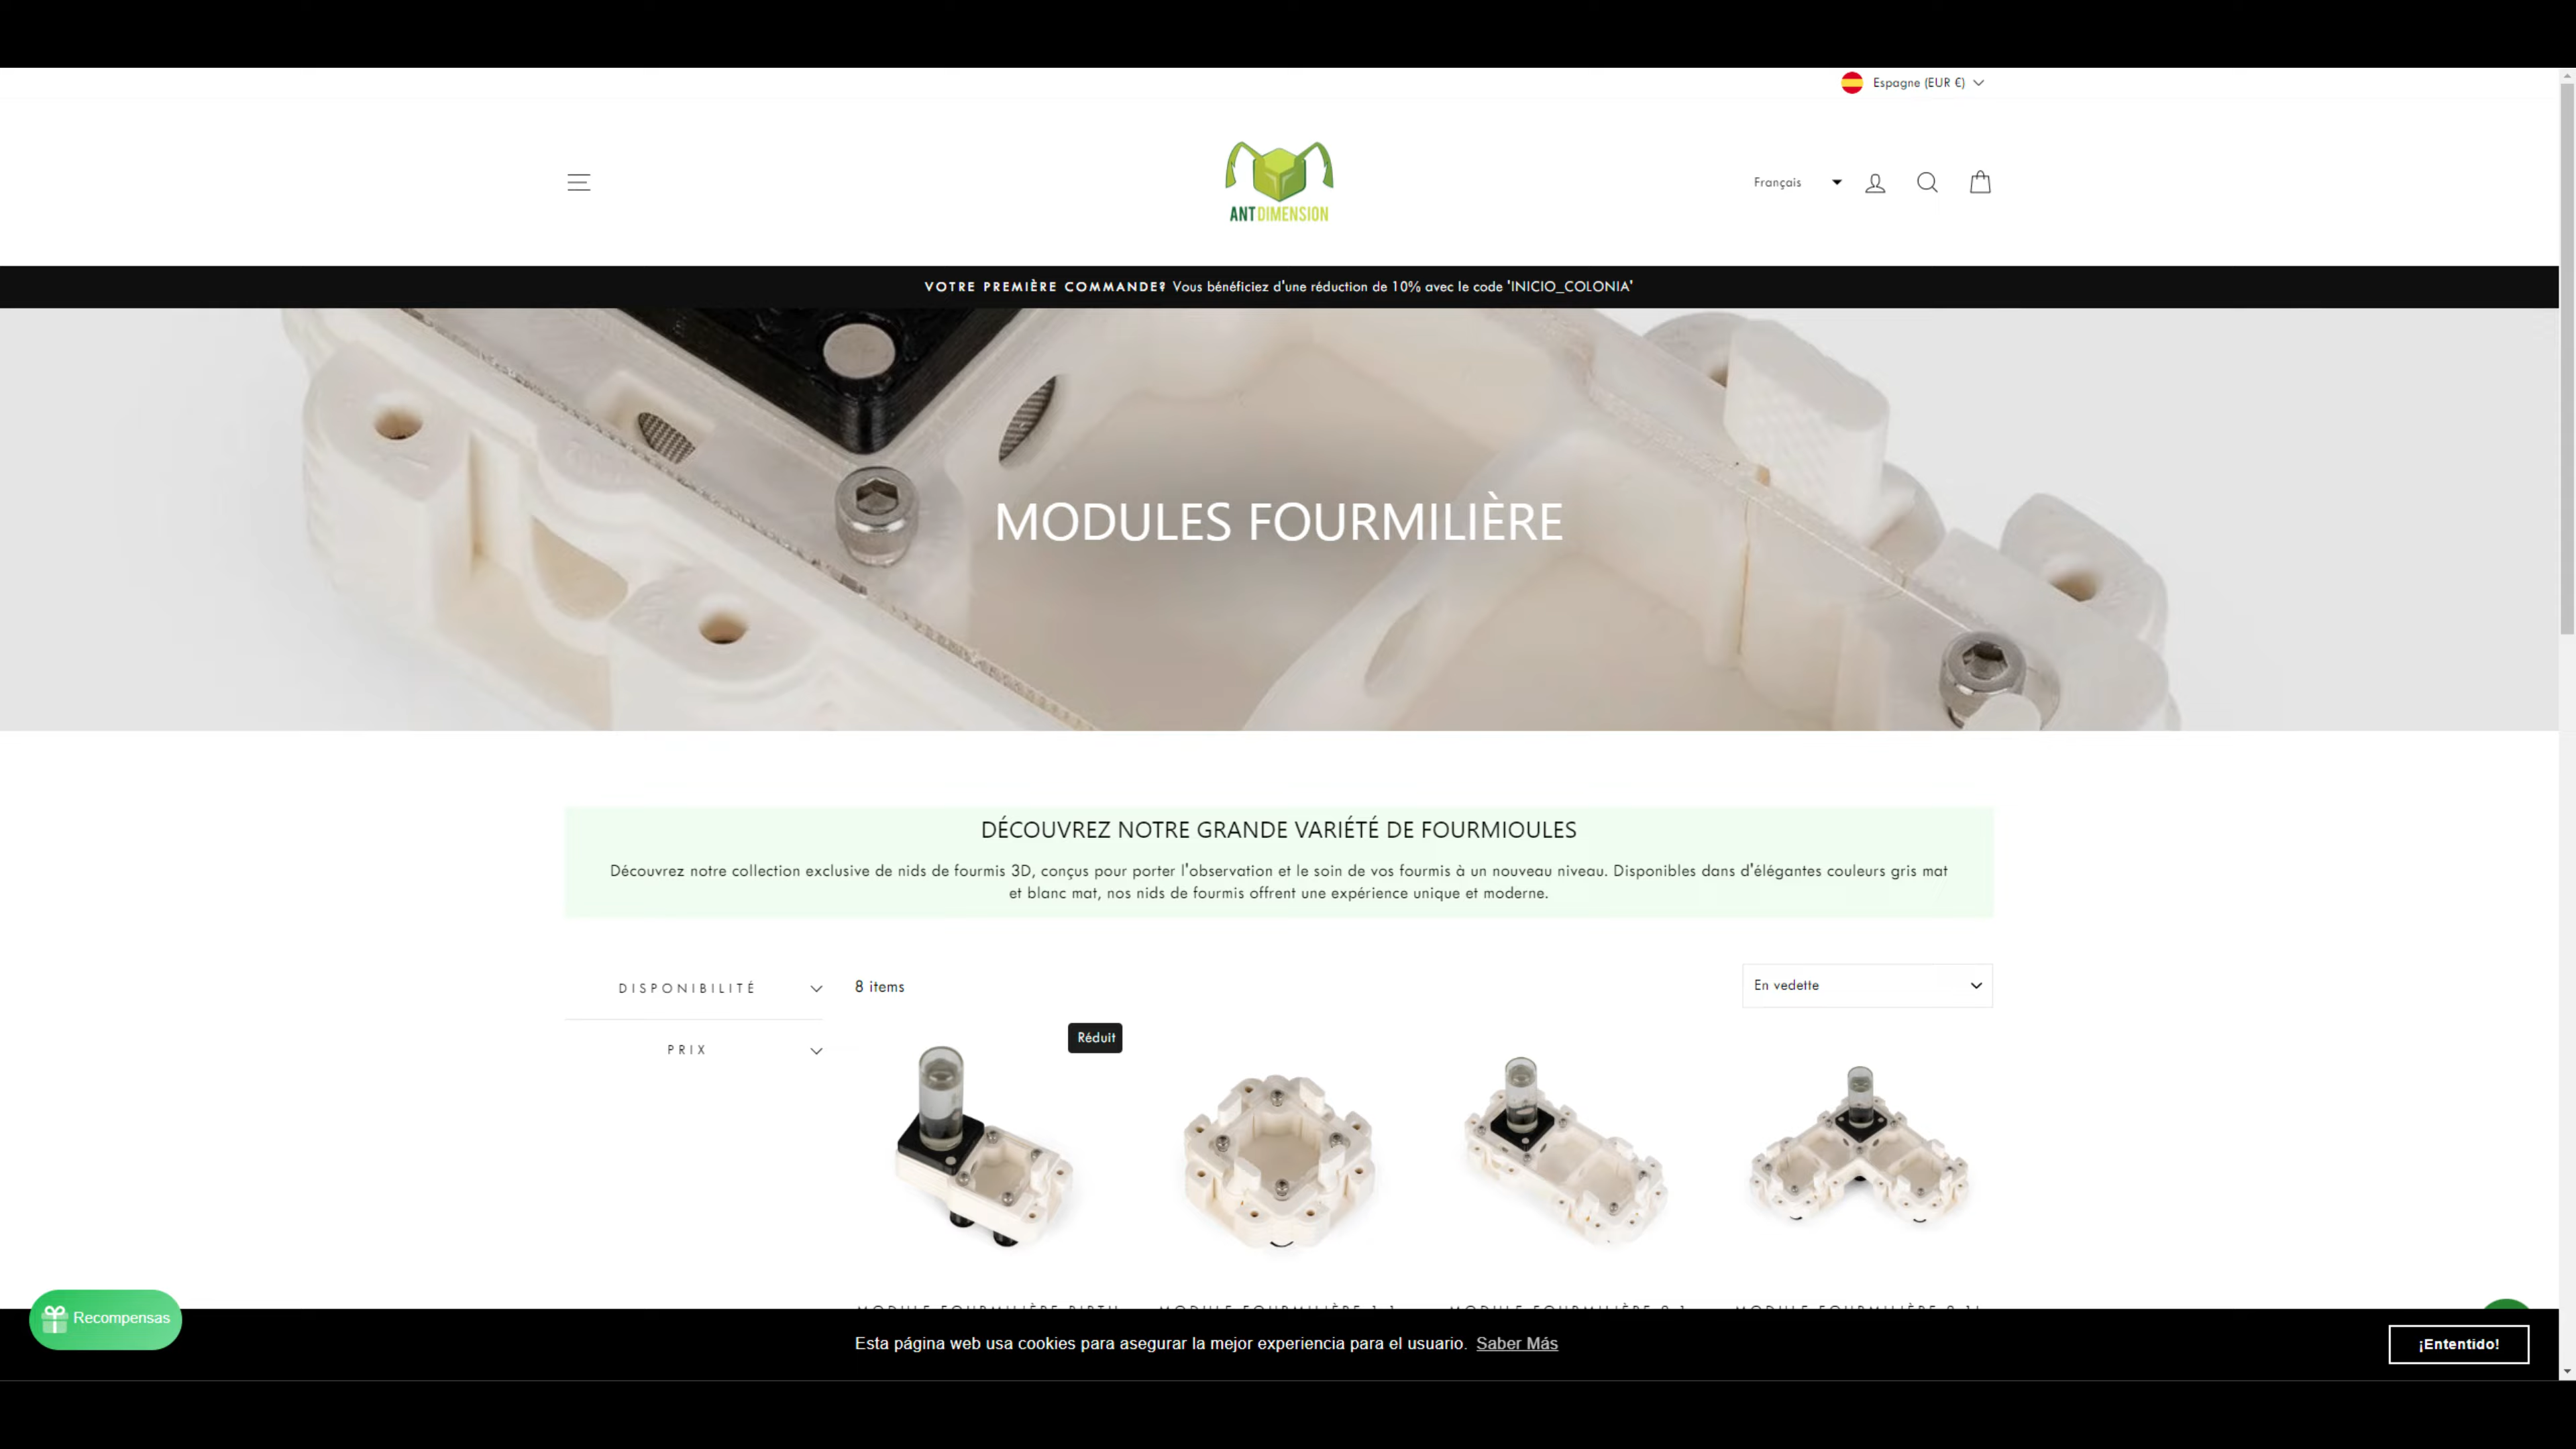 Espagne (EUR €)
ANTDIMENSION
Français
VOTRE PREMIÈRE COMMANDE? Vous bénéficiez d'une réduction de 10% avec le code 'INICIO_COLONIA'
MODULES FOURMILIÈRE
DÉCOUVREZ NOTRE GRANDE VARIÉTÉ DE FOURMIOULES
Découvrez notre collection exclusive de nids de fourmis 3D, conçus pour porter l'observation et le soin de vos fourmis à un nouveau niveau. Disponibles dans d'élégantes couleurs gris mat
et blanc mat, nos nids de fourmis offrent une expérience unique et moderne.
DISPONIBILITÉ
8 items
En vedette
PRIX
Réduit
Recompensas
Esta página web usa cookies para asegurar la mejor experiencia para el usuario. Saber Más
¡Ententido!